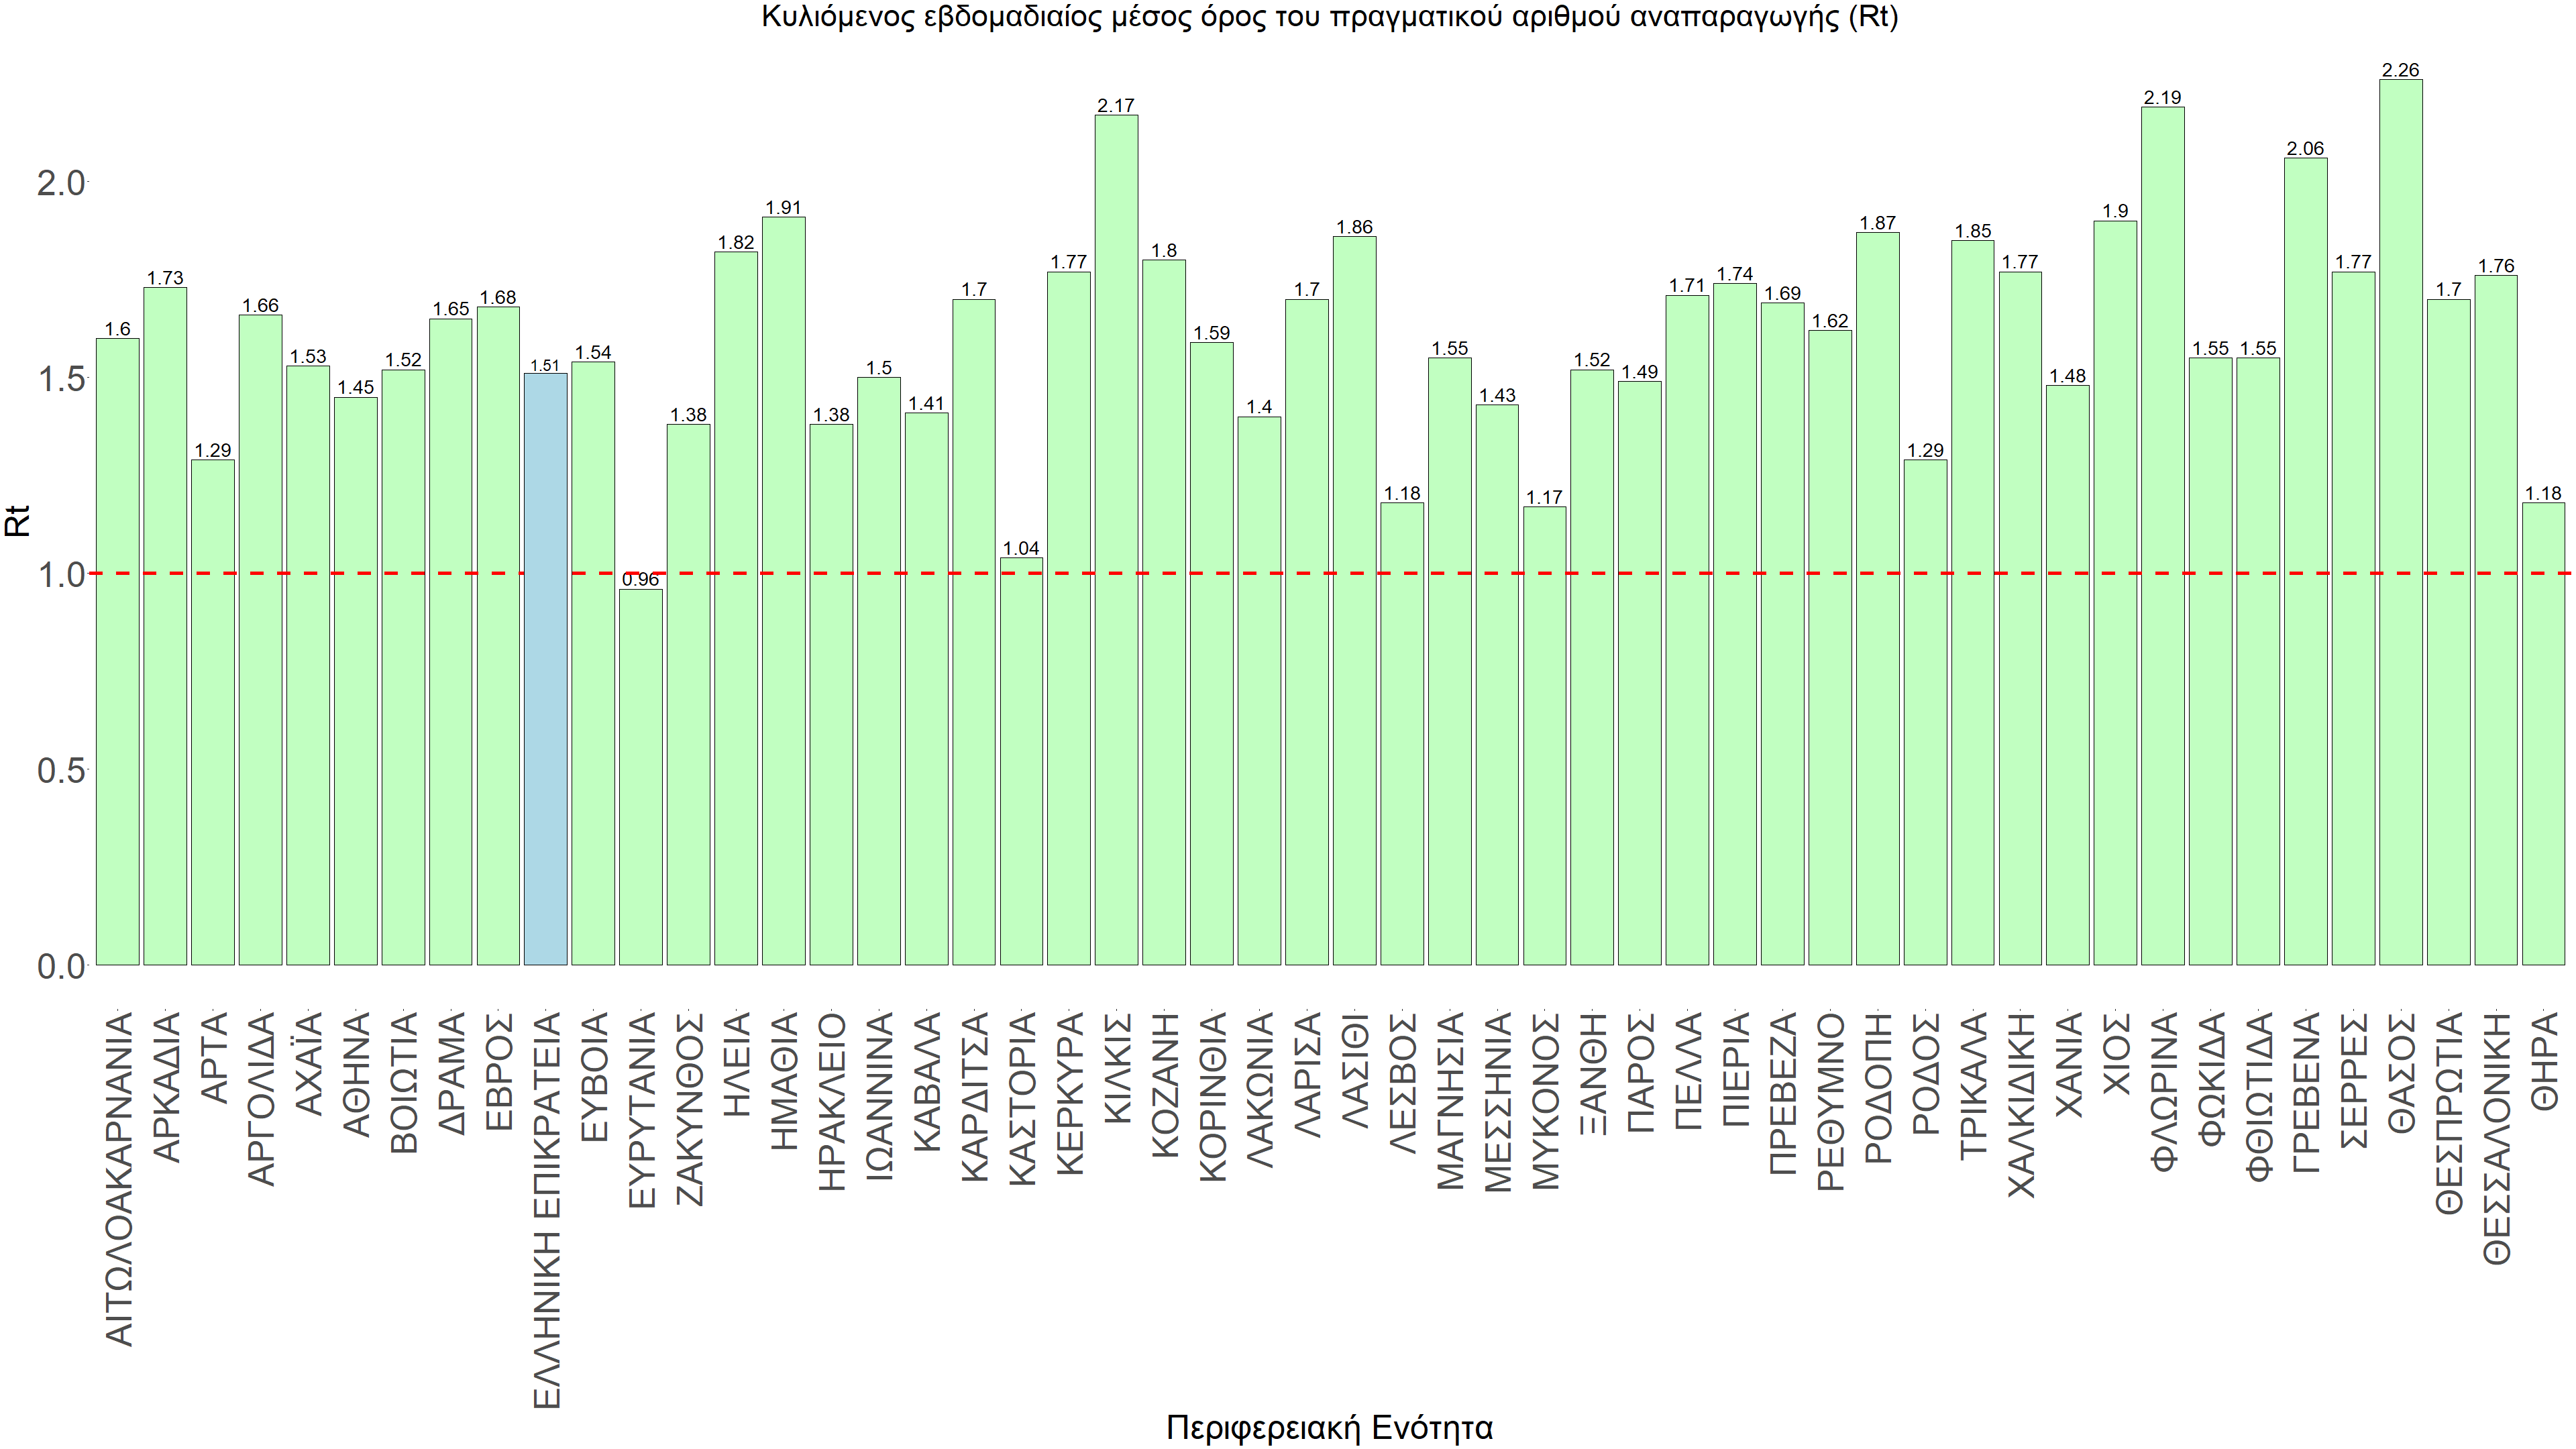 Κυλιόμενος εβδομαδιαίος μέσος όρος του πραγματικού αριθμού αναπαραγωγής (Rt)
Rt
2.0
1.5
1.0
0.5
0.0
1.6
1.73
1.29
1.66
1.53
1.45
1.52
1.65
1.68
1.51
1.54
0.96
1.38
1.82
1.91
1.38
1.5
1.41
1.7
1.04
1.77
2.17
1.8
1.59
1.4
1.7
1.86
1.18
1.55
1.43
1.17
1.52
1.49
1.71
1.74
1.69
1.62
1.87
1.29
1.85
1.77
1.48
1.9
2.19
1.55
1.55
2.06
1.77
2.26
1.7
1.76
1.18
ΑΙΤΩΛΟΑΚΑΡΝΑΝΙΑ
ΑΡΚΑΔΙΑ
ΑΡΤΑ
ΑΡΓΟΛΙΔΑ
ΑΧΑΪΑ
ΑΘΗΝΑ
ΒΟΙΩΤΙΑ
ΔΡΑΜΑ
ΕΒΡΟΣ
ΕΛΛΗΝΙΚΗ ΕΠΙΚΡΑΤΕΙΑ
ΕΥΒΟΙΑ
ΕΥΡΥΤΑΝΙΑ
ΖΑΚΥΝΘΟΣ
ΗΛΕΙΑ
ΗΜΑΘΙΑ
ΗΡΑΚΛΕΙΟ
ΙΩΑΝΝΙΝΑ
ΚΑΒΑΛΑ
ΚΑΡΔΙΤΣΑ
ΚΑΣΤΟΡΙΑ
ΚΕΡΚΥΡΑ
ΚΙΛΚΙΣ
ΚΟΖΑΝΗ
ΚΟΡΙΝΘΙΑ
ΛΑΚΩΝΙΑ
ΛΑΡΙΣΑ
ΛΑΣΙΘΙ
ΛΕΣΒΟΣ
ΜΑΓΝΗΣΙΑ
ΜΕΣΣΗΝΙΑ
ΜΥΚΟΝΟΣ
ΞΑΝΘΗ
ΠΑΡΟΣ
ΠΕΛΛΑ
ΠΙΕΡΙΑ
ΠΡΕΒΕΖΑ
ΡΕΘΥΜΝΟ
ΡΟΔΟΠΗ
ΡΟΔΟΣ
ΤΡΙΚΑΛΑ
ΧΑΛΚΙΔΙΚΗ
ΧΑΝΙΑ
ΧΙΟΣ
ΦΛΩΡΙΝΑ
ΦΩΚΙΔΑ
ΦΘΙΩΤΙΔΑ
ΓΡΕΒΕΝΑ
ΣΕΡΡΕΣ
ΘΑΣΟΣ
ΘΕΣΠΡΩΤΙΑ
ΘΕΣΣΑΛΟΝΙΚΗ
ΘΗΡΑ
Περιφερειακή Ενότητα